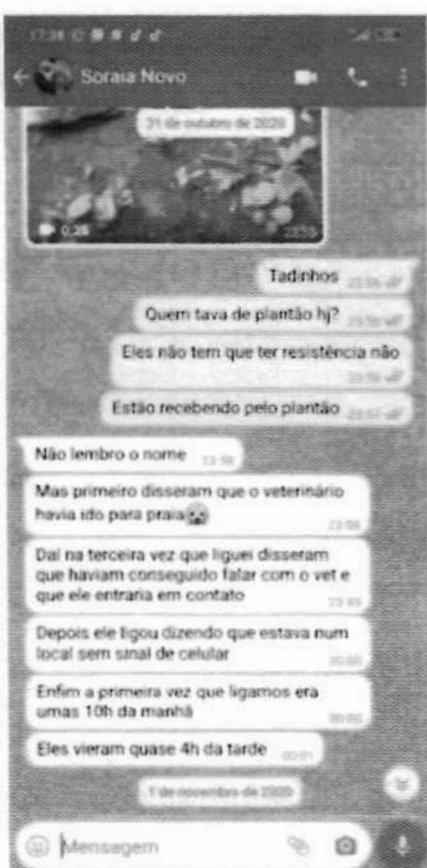 17:39
Soraia Novo
31 de outubro de 2020
0:28
Tadinhos
Quem tava de plantão hj?
Eles não tem que ter resistência não
Estão recebendo pelo plantão
Não lembro o nome
Mas primeiro disseram que o veterinário
havia ido para praia
Daí na terceira vez que liguei disseram
que haviam conseguido falar com o vet e
que ele entraria em contato
Depois ele ligou dizendo que estava num
local sem sinal de celular
Enfim a primeira vez que ligamos era
umas 10h da manhã
Eles vieram quase 4h da tarde
00:01
1 de novembro de 2020
Mensagem